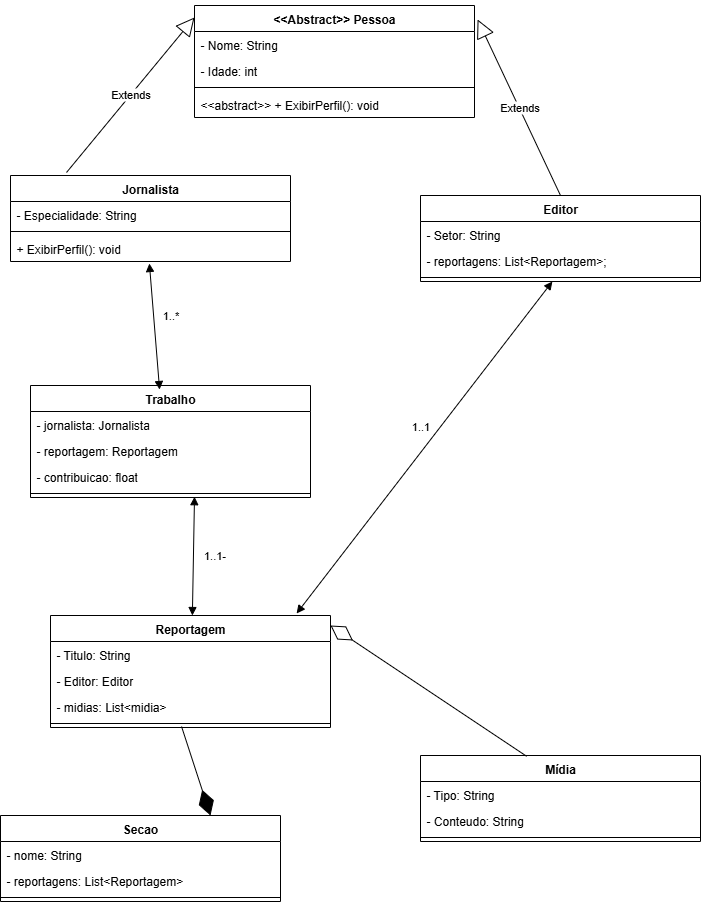 <<Abstract>> Pessoa
- Nome: String
- Idade: int
<<abstract>> + ExibirPerfil(): void
Extends
Extends
Jornalista
- Especialidade: String
+ ExibirPerfil(): void
Editor
- Setor: String
- reportagens: List<Reportagem>;
1..*
Trabalho
- jornalista: Jornalista
- reportagem: Reportagem
- contribuicao: float
1..1
1..1-
Reportagem
- Titulo: String
- Editor: Editor
- midias: List<midia>
Mídia
- Tipo: String
- Conteudo: String
Secao
- nome: String
- reportagens: List<Reportagem>